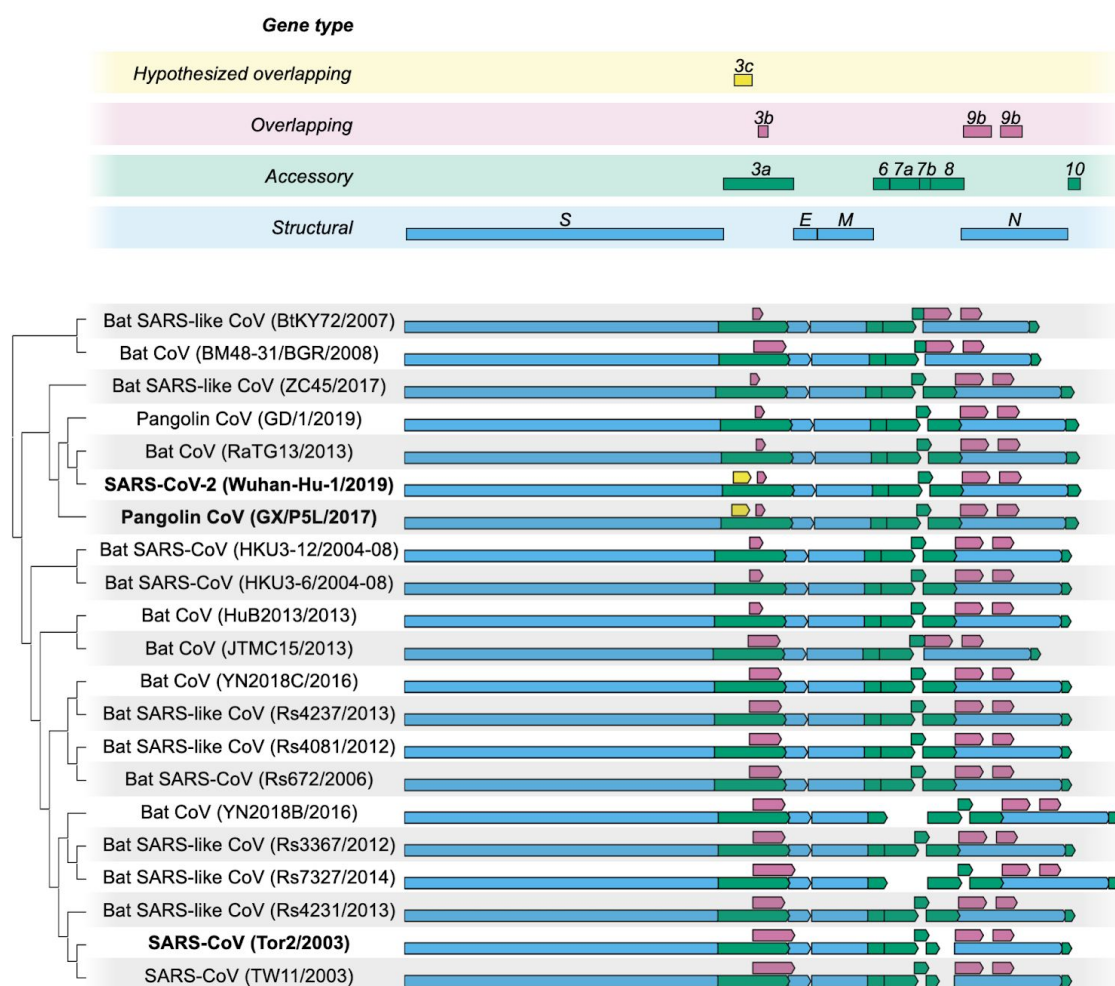 Gene type
Hypothesized overlapping 3c
Overlapping 3b 9b 9b
Accessory 3a 6 7a 7b 8 10
Structural S E M N
Bat SARS-like CoV (BtKY72/2007)
Bat CoV (BM48-31/BGR/2008)
Bat SARS-like CoV (ZC45/2017)
Pangolin CoV (GD/1/2019)
Bat CoV (RaTG13/2013)
SARS-CoV-2 (Wuhan-Hu-1/2019)
Pangolin CoV (GX/P5L/2017)
Bat SARS-CoV (HKU3-12/2004-08)
Bat SARS-CoV (HKU3-6/2004-08)
Bat CoV (HuB2013/2013)
Bat CoV (JTMC15/2013)
Bat CoV (YN2018C/2016)
Bat SARS-like CoV (Rs4237/2013)
Bat SARS-like CoV (Rs4081/2012)
Bat SARS-CoV (Rs672/2006)
Bat CoV (YN2018B/2016)
Bat SARS-like CoV (Rs3367/2012)
Bat SARS-like CoV (Rs7327/2014)
Bat SARS-like CoV (Rs4231/2013)
SARS-CoV (Tor2/2003)
SARS-CoV (TW11/2003)